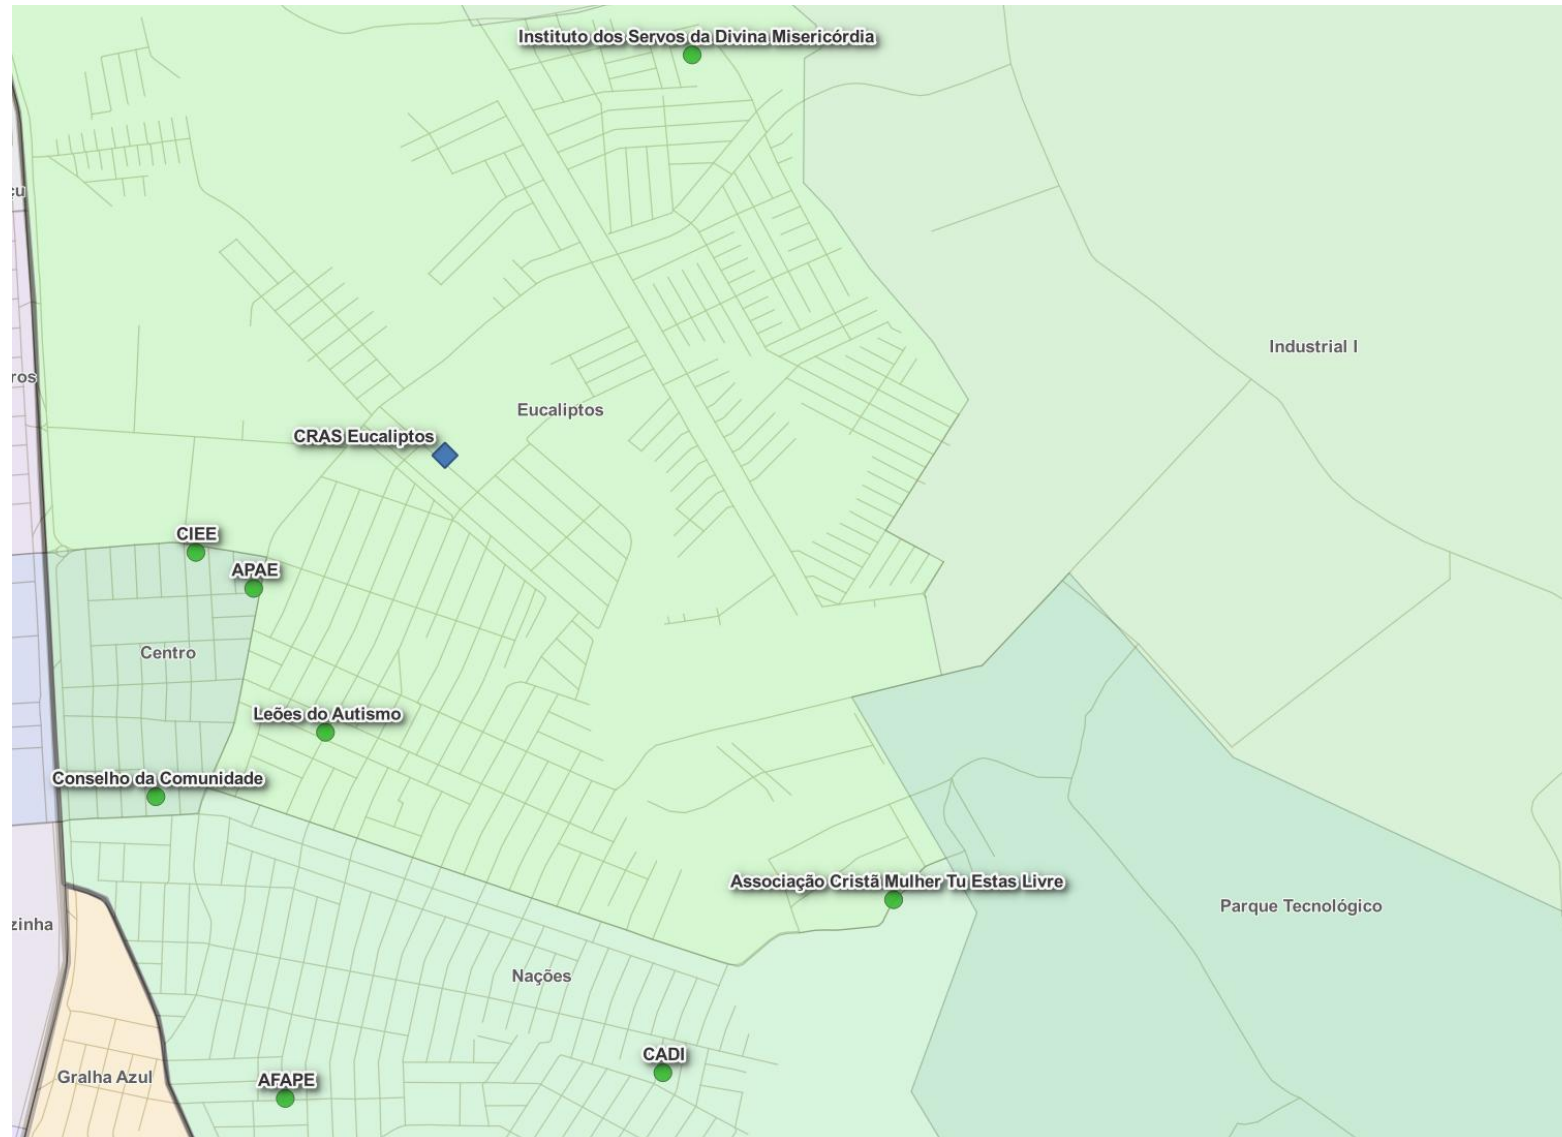 Instituto dos Servos da Divina Misericórdia
Industrial I
Eucaliptos
CRAS Eucaliptos
CIEE
APAE
Centro
Leões do Autismo
Conselho da Comunidade
Associação Cristã Mulher Tu Estas Livre
Parque Tecnológico
zinha
Nações
CADI
Gralha Azul
AFAPE